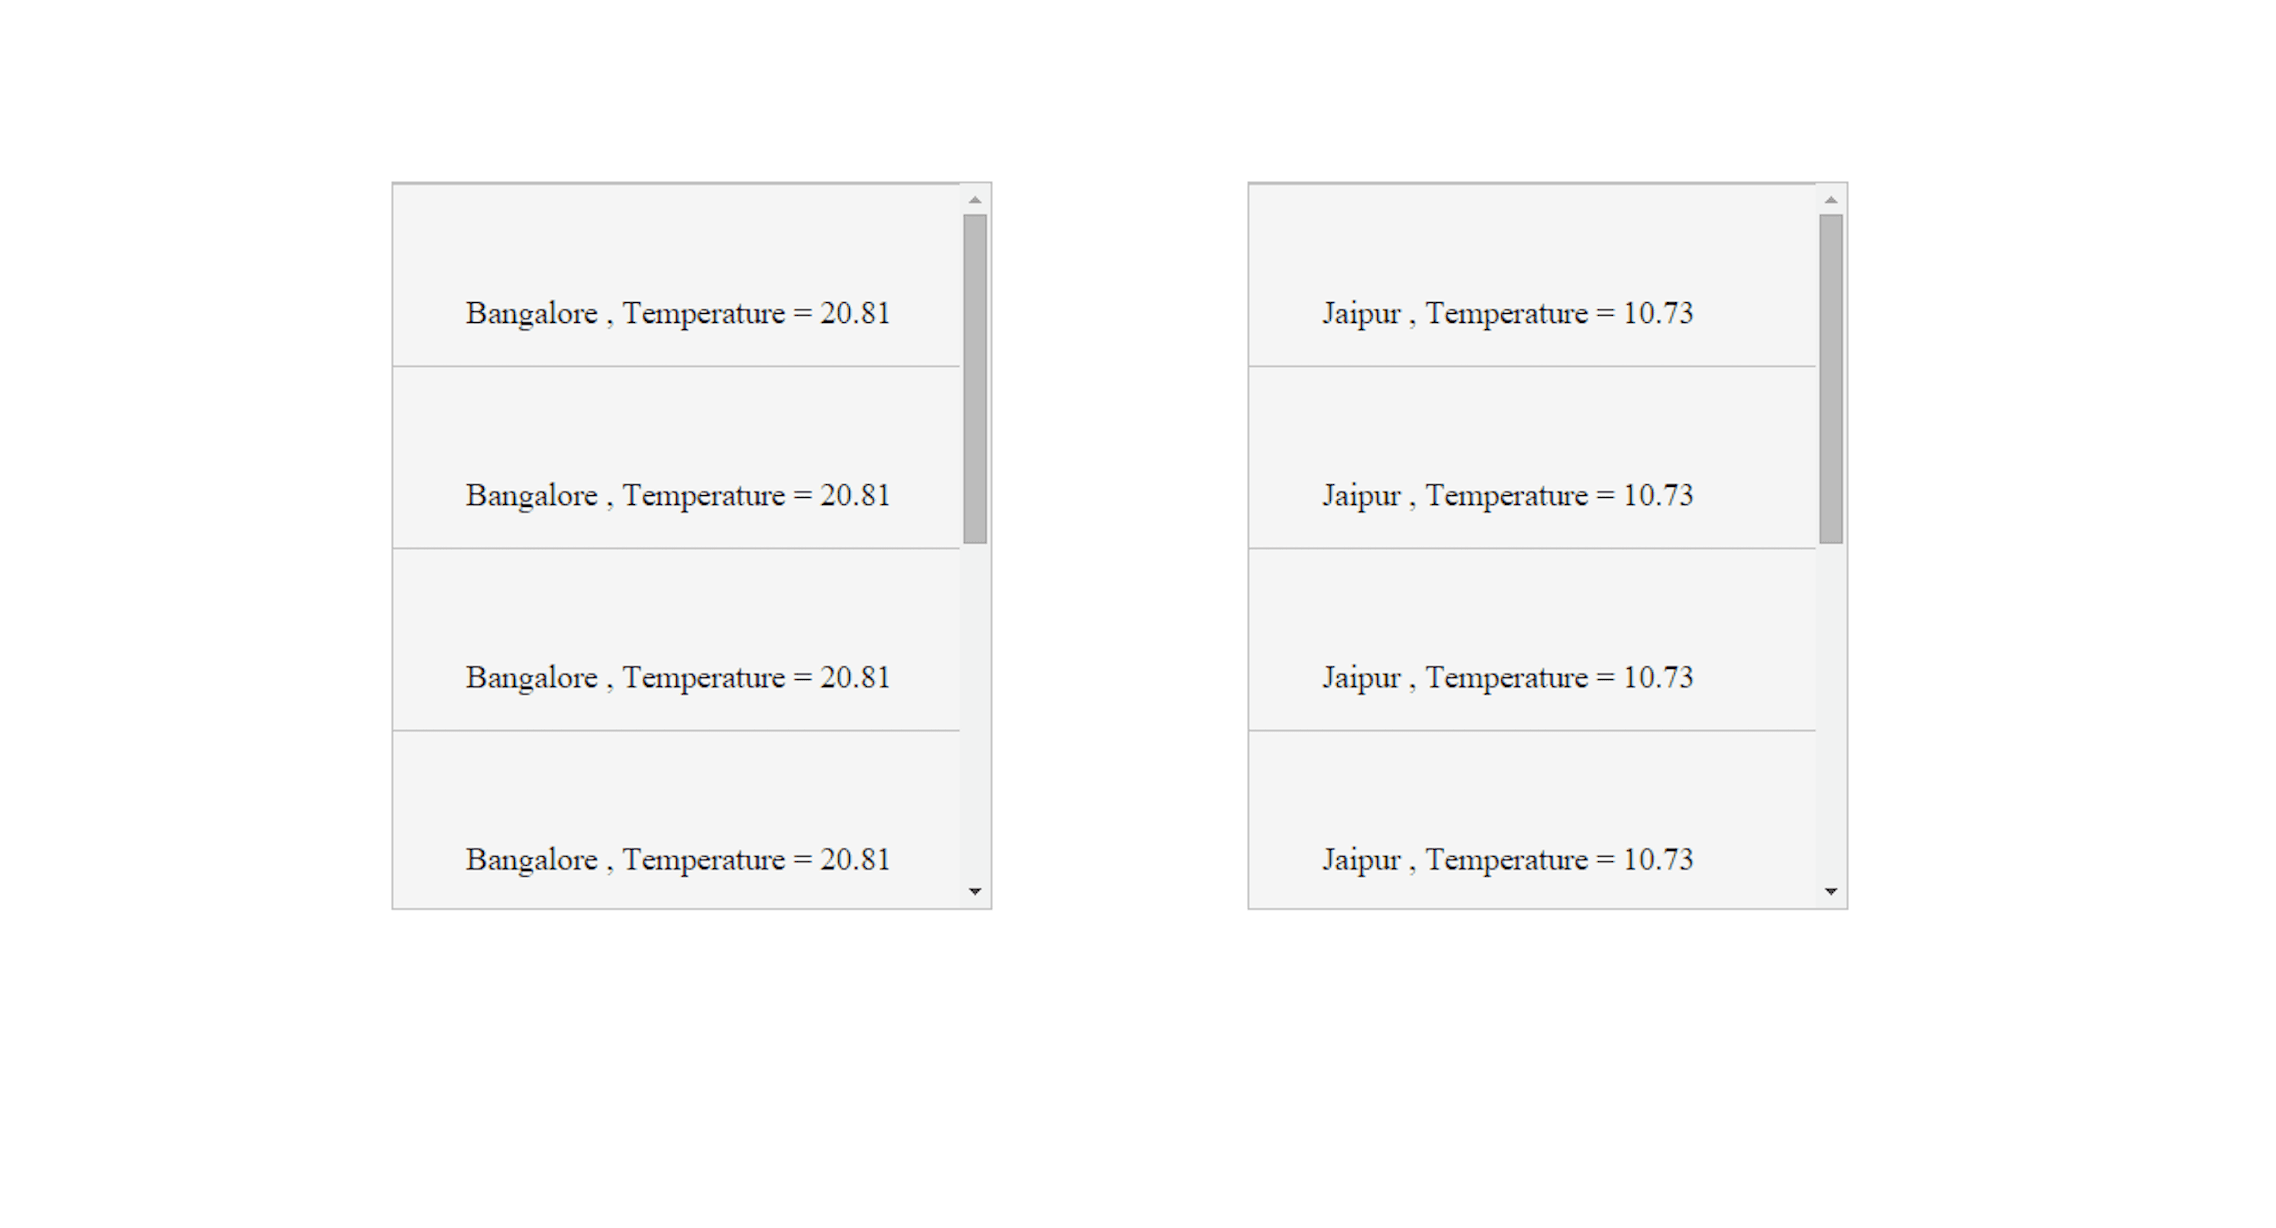 Bangalore , Temperature = 20.81
Bangalore , Temperature = 20.81
Bangalore , Temperature = 20.81
Bangalore , Temperature = 20.81
Jaipur , Temperature = 10.73
Jaipur , Temperature = 10.73
Jaipur , Temperature = 10.73
Jaipur , Temperature = 10.73